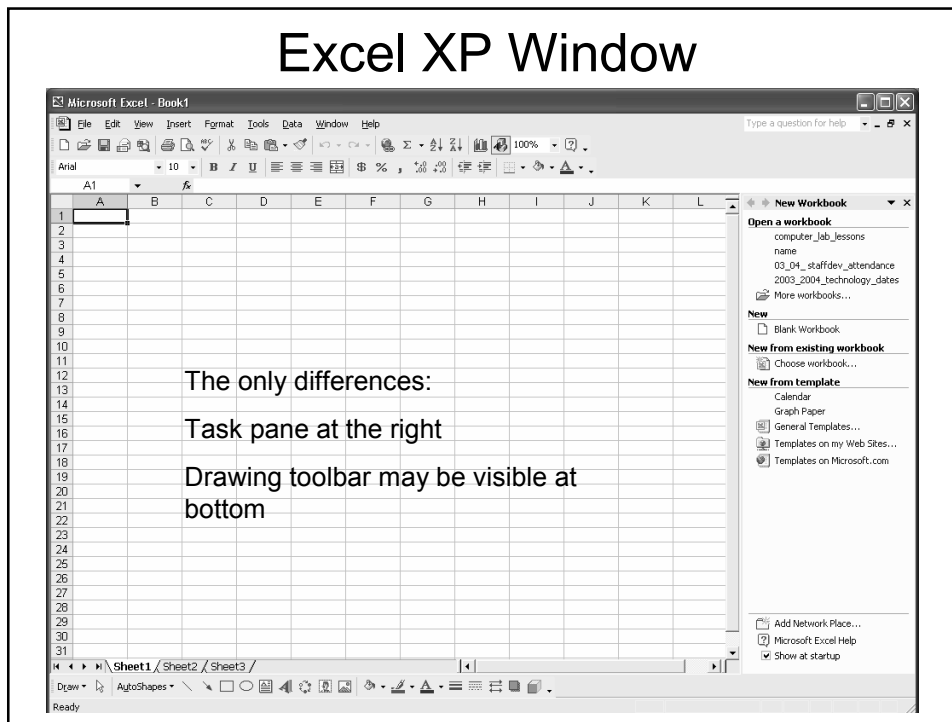 Excel XP Window
Microsoft Excel - Book1
File Edit View Insert Format Tools Data Window Help
Type a question for help
100%
Arial 10 B I U $ % ,
A1 fx
A B C D E F G H I J K L
1
2
3
4
5
6
7
8
9
10
11
12
13
14
15
16
17
18
19
20
21
22
23
24
25
26
27
28
29
30
31
The only differences:
Task pane at the right
Drawing toolbar may be visible at
bottom
New Workbook
Open a workbook
computer_lab_lessons
name
03_04_ staffdev_attendance
2003_2004_technology_dates
More workbooks...
New
Blank Workbook
New from existing workbook
Choose workbook...
New from template
Calendar
Graph Paper
General Templates...
Templates on my Web Sites...
Templates on Microsoft.com
Add Network Place...
Microsoft Excel Help
Show at startup
Sheet1 / Sheet2 / Sheet3 /
Draw AutoShapes
Ready